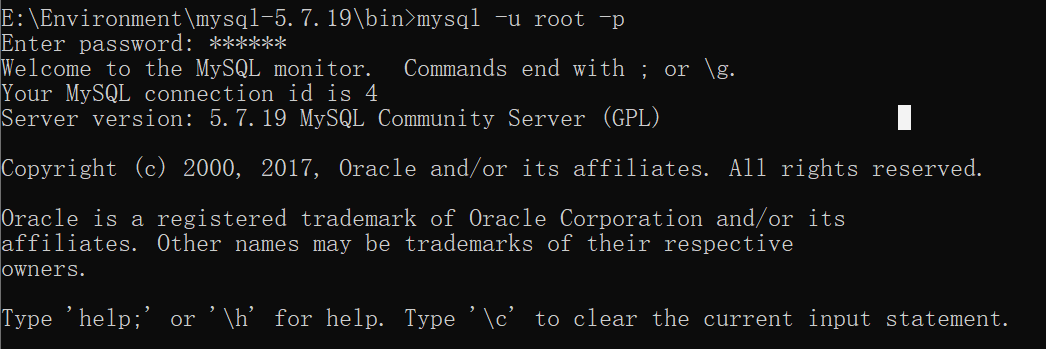 E:\Environment\mysql-5.7.19\bin>mysql -u root -p
Enter password: ******
Welcome to the MySQL monitor.  Commands end with ; or \g.
Your MySQL connection id is 4
Server version: 5.7.19 MySQL Community Server (GPL)
Copyright (c) 2000, 2017, Oracle and/or its affiliates. All rights reserved.
Oracle is a registered trademark of Oracle Corporation and/or its
affiliates. Other names may be trademarks of their respective
owners.
Type 'help;' or '\h' for help. Type '\c' to clear the current input statement.